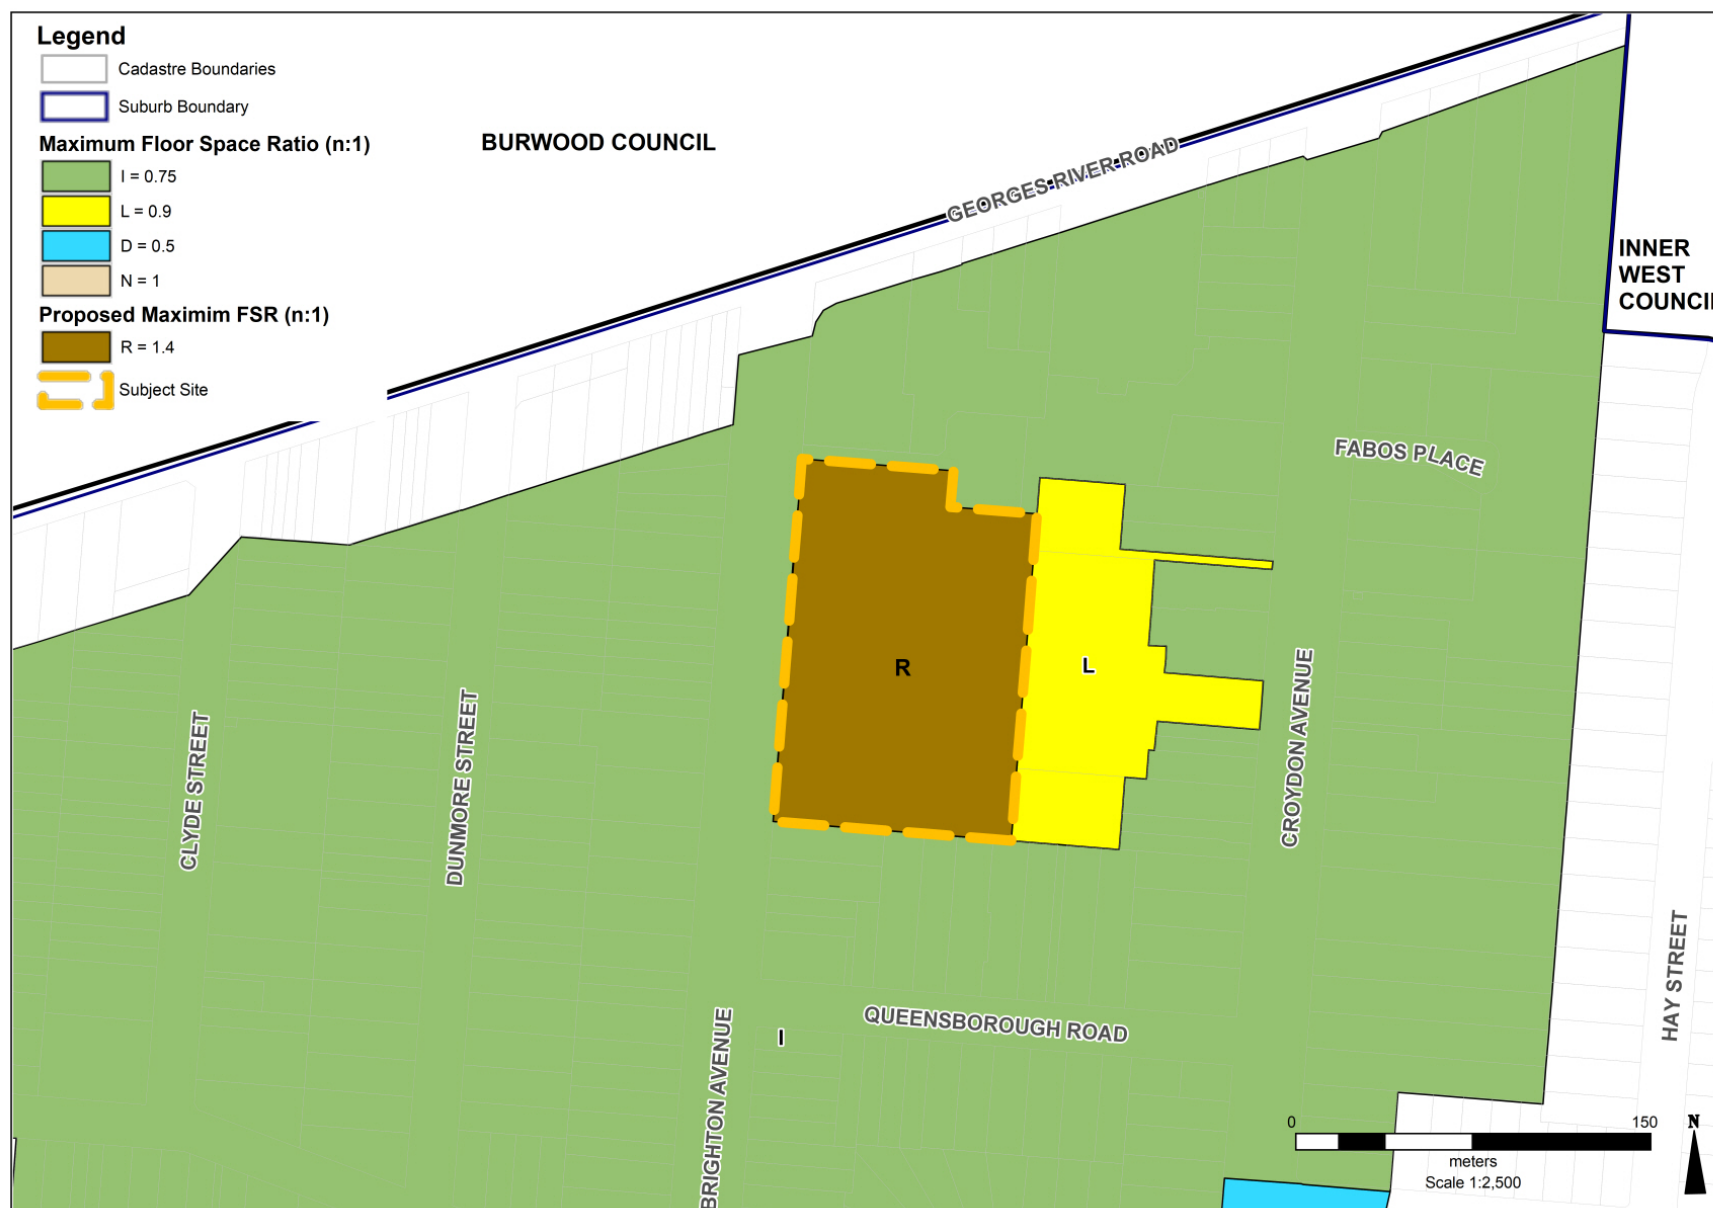 Legend
Cadastre Boundaries
Suburb Boundary
Maximum Floor Space Ratio (n:1)
I = 0.75
L = 0.9
D = 0.5
N = 1
Proposed Maximim FSR (n:1)
R = 1.4
Subject Site
BURWOOD COUNCIL
GEORGES RIVER ROAD
INNER
WEST
COUNCIL
FABOS PLACE
R
L
CLYDE STREET
DUNMORE STREET
CROYDON AVENUE
HAY STREET
BRIGHTON AVENUE
I
QUEENSBOROUGH ROAD
0 150
meters
Scale 1:2,500
N